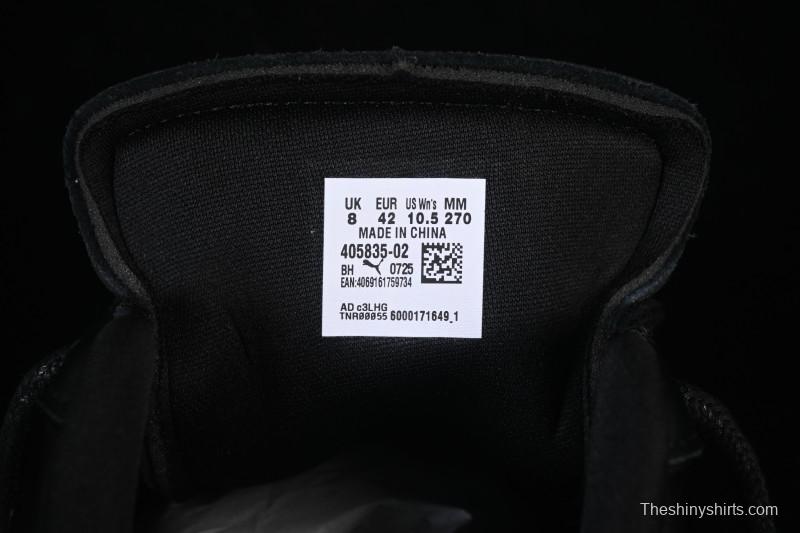 UK EUR US Wn's MM
8 42 10.5 270
MADE IN CHINA
405835-02
BH 0725
EAN:4069161759734
AD c3LHG
TNR00055 6000171649_1
Theshinyshirts.com